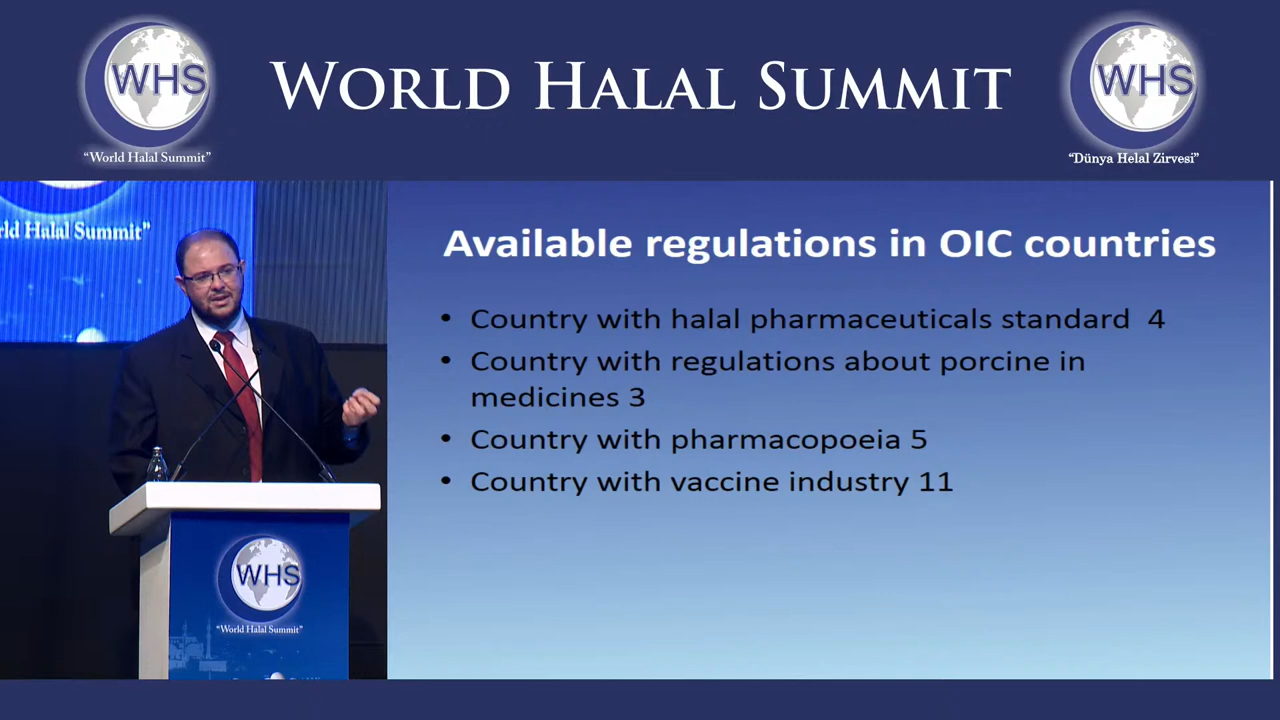 WHS
"World Halal Summit"
WORLD HALAL SUMMIT
WHS
"Dünya Helal Zirvesi"
rld Halal Summit"
Available regulations in OIC countries
• Country with halal pharmaceuticals standard 4
• Country with regulations about porcine in
medicines 3
• Country with pharmacopoeia 5
• Country with vaccine industry 11
WHS
"World Halal Summit"